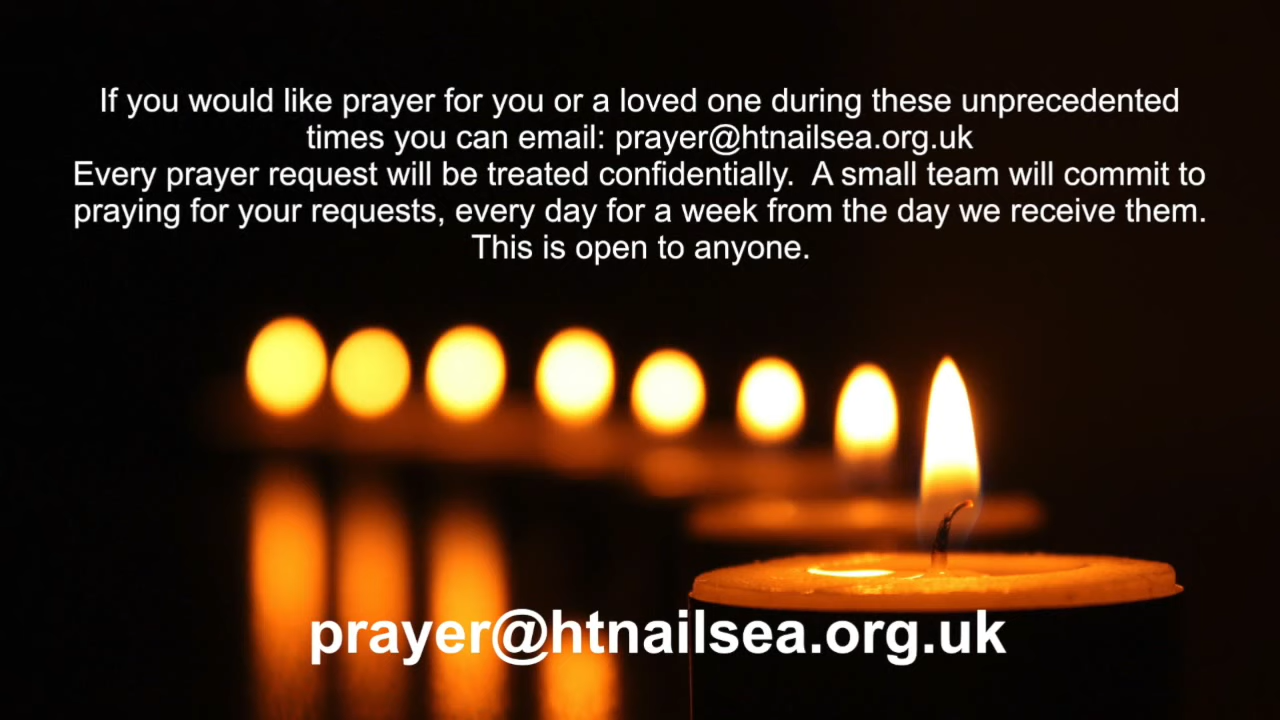 If you would like prayer for you or a loved one during these unprecedented
times you can email: prayer@htnailsea.org.uk
Every prayer request will be treated confidentially.  A small team will commit to
praying for your requests, every day for a week from the day we receive them.
This is open to anyone.
prayer@htnailsea.org.uk